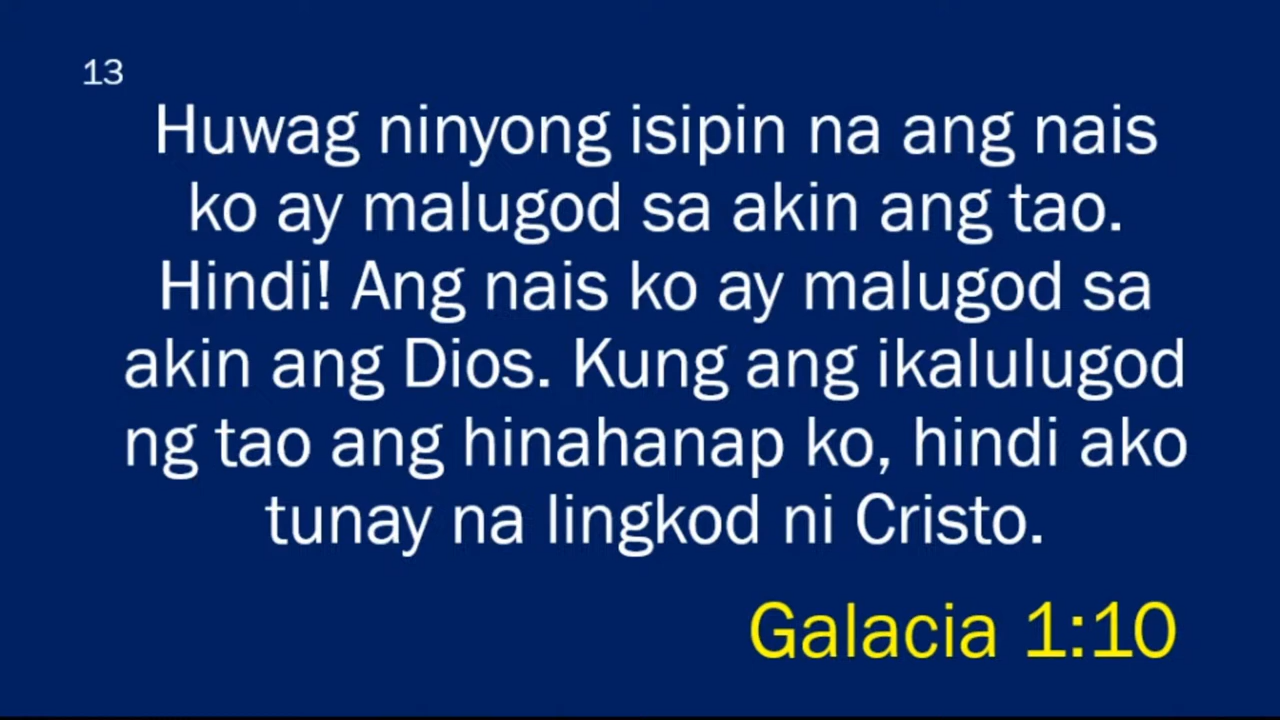 13
Huwag ninyong isipin na ang nais
ko ay malugod sa akin ang tao.
Hindi! Ang nais ko ay malugod sa
akin ang Dios. Kung ang ikalulugod
ng tao ang hinahanap ko, hindi ako
tunay na lingkod ni Cristo.
Galacia 1:10